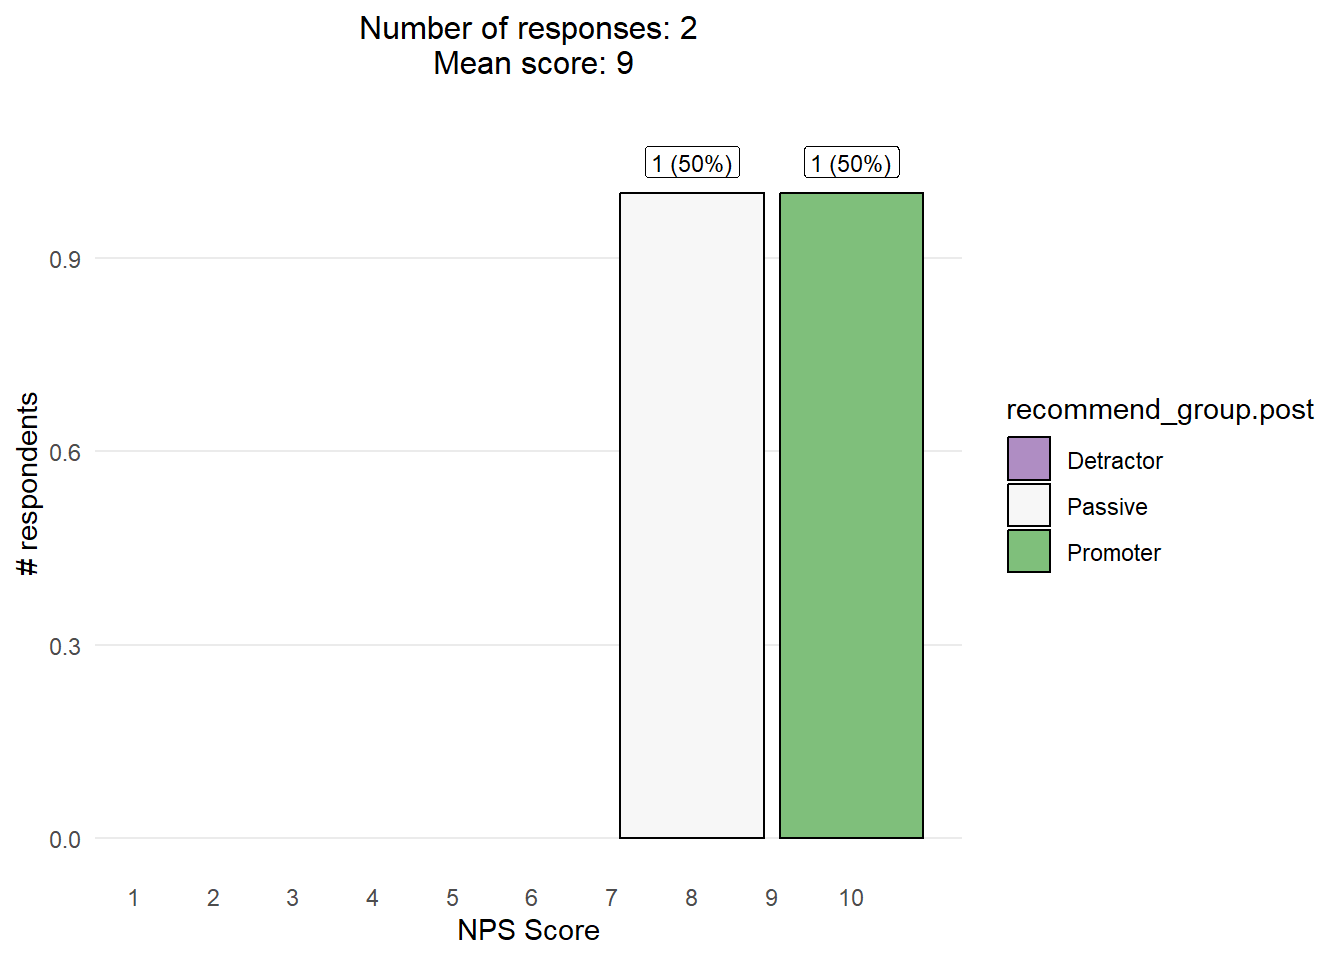 Number of responses: 2
Mean score: 9
1 (50%)
1 (50%)
0.9
0.6
0.3
0.0
# respondents
1 2 3 4 5 6 7 8 9 10
NPS Score
recommend_group.post
Detractor
Passive
Promoter